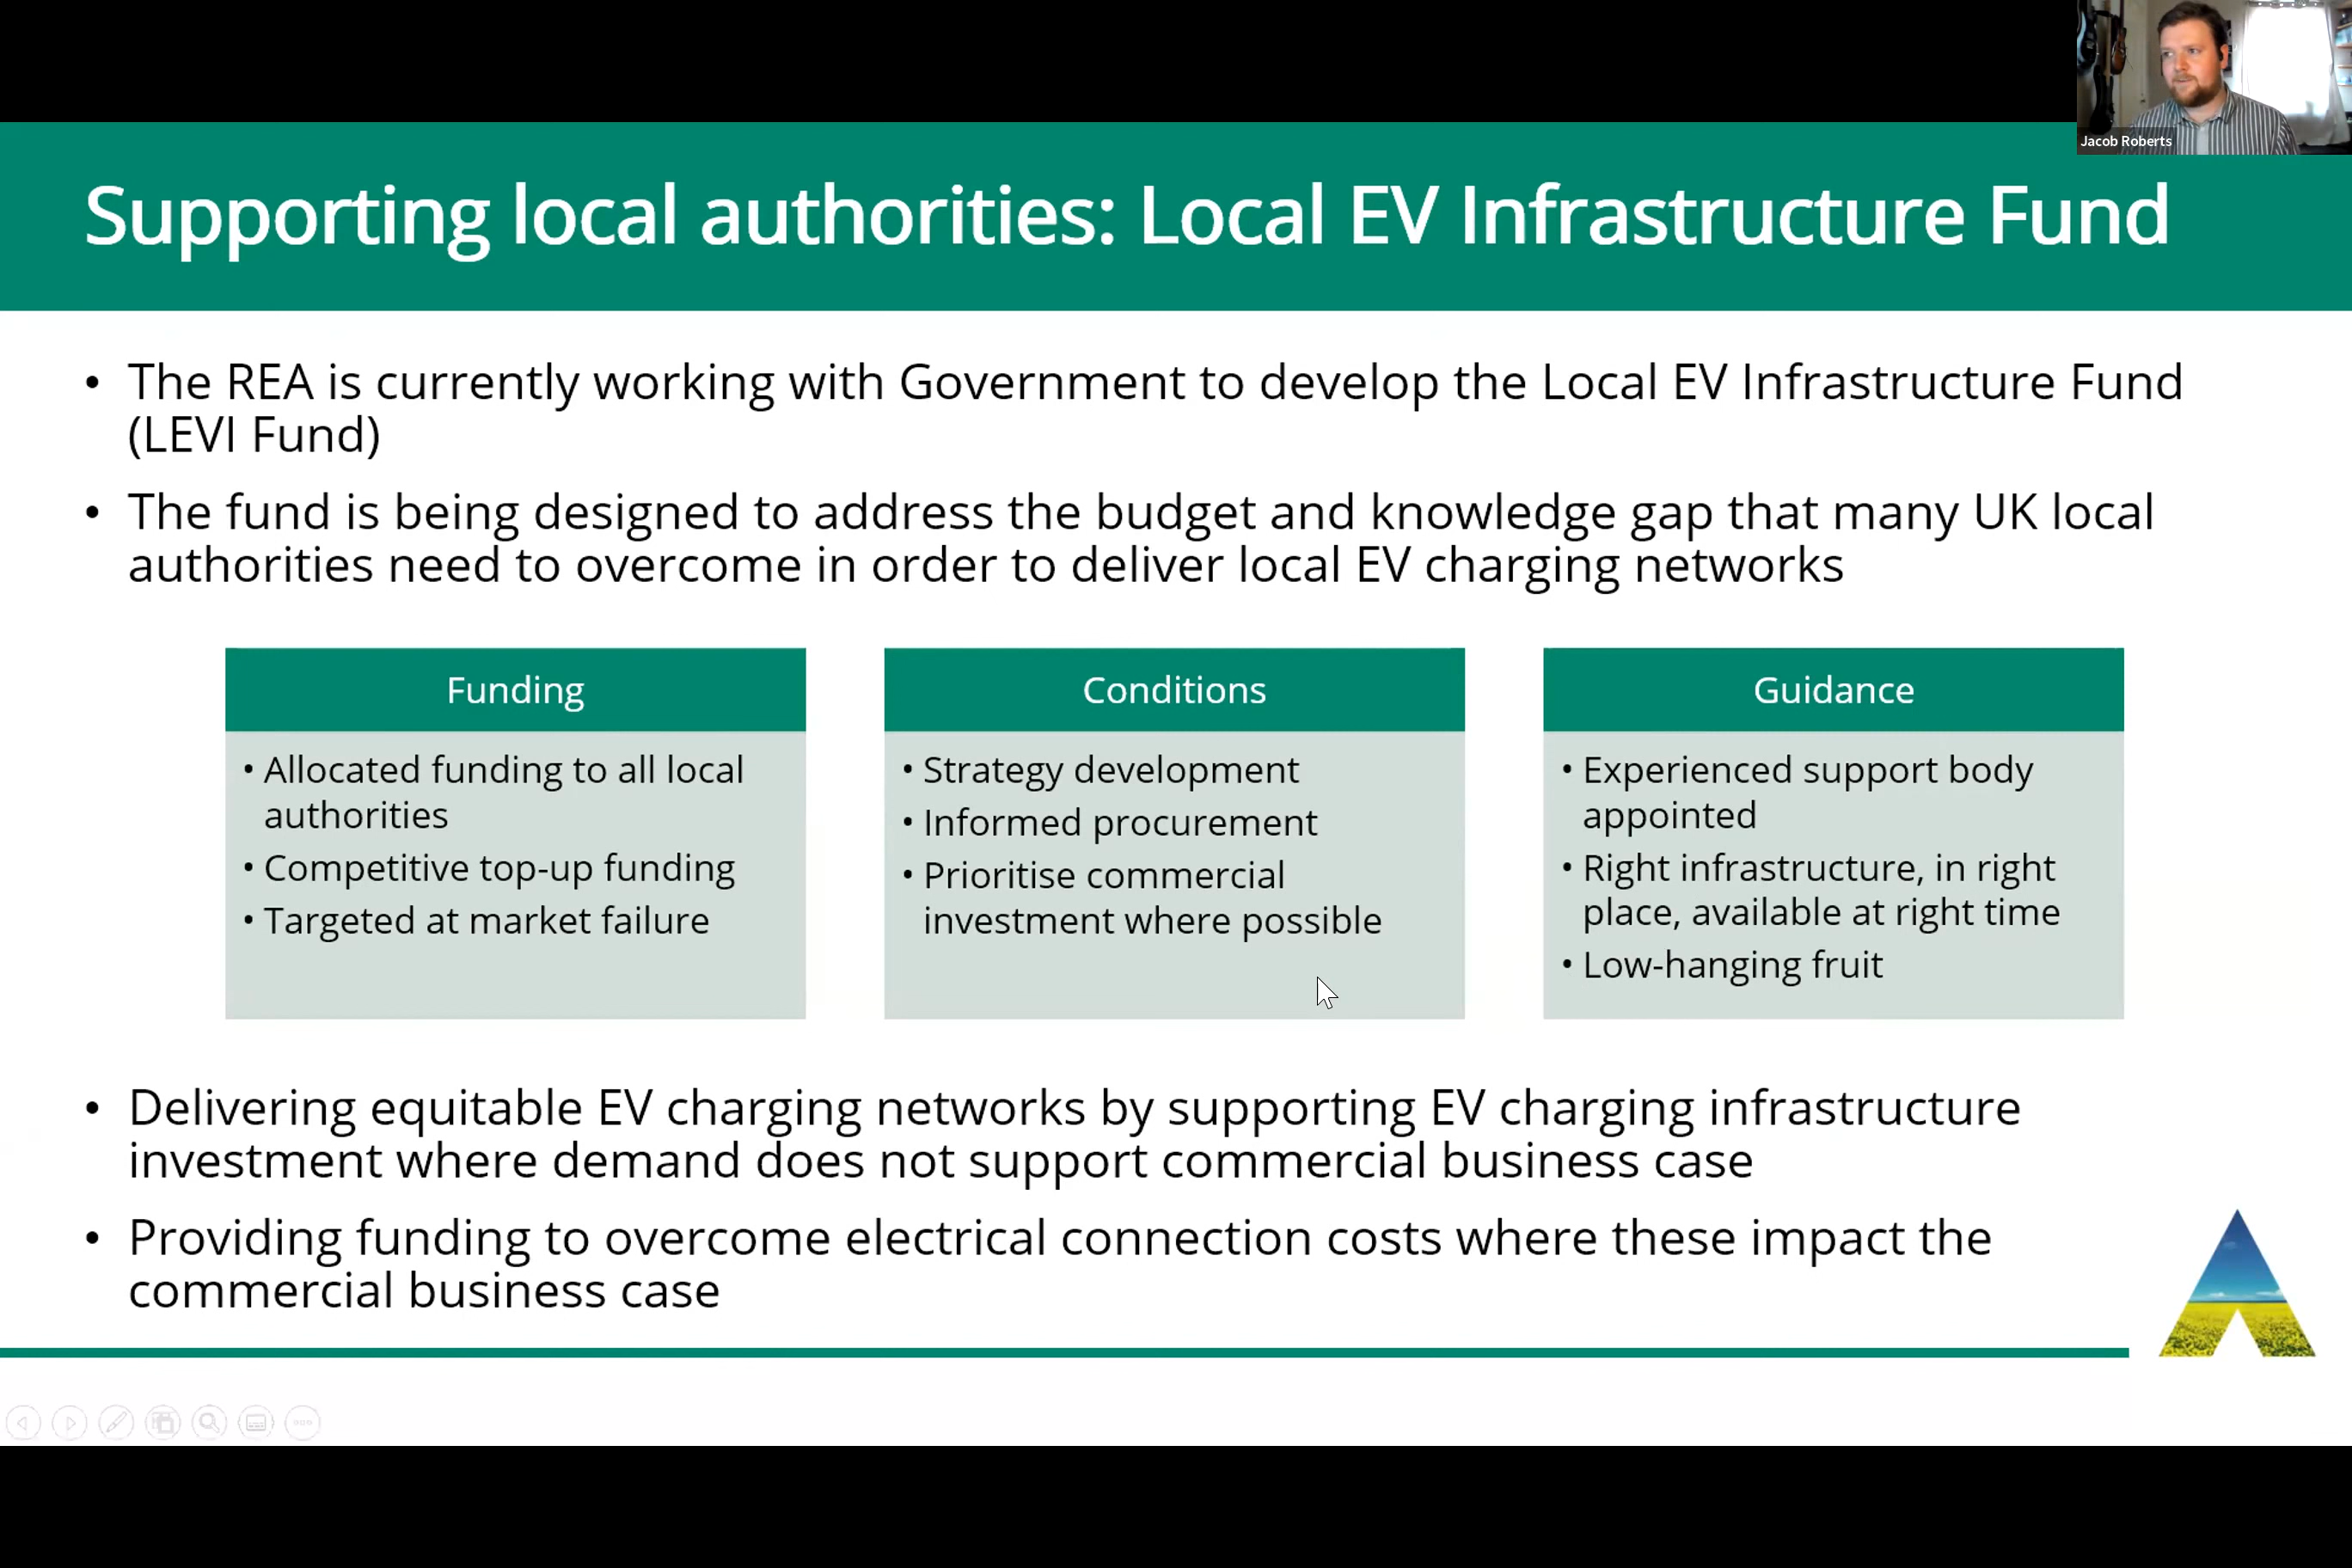 Jacob Roberts
Supporting local authorities: Local EV Infrastructure Fund
• The REA is currently working with Government to develop the Local EV Infrastructure Fund
(LEVI Fund)
• The fund is being designed to address the budget and knowledge gap that many UK local
authorities need to overcome in order to deliver local EV charging networks
Funding
• Allocated funding to all local
authorities
• Competitive top-up funding
• Targeted at market failure
Conditions
• Strategy development
• Informed procurement
• Prioritise commercial
investment where possible
Guidance
• Experienced support body
appointed
• Right infrastructure, in right
place, available at right time
• Low-hanging fruit
• Delivering equitable EV charging networks by supporting EV charging infrastructure
investment where demand does not support commercial business case
• Providing funding to overcome electrical connection costs where these impact the
commercial business case